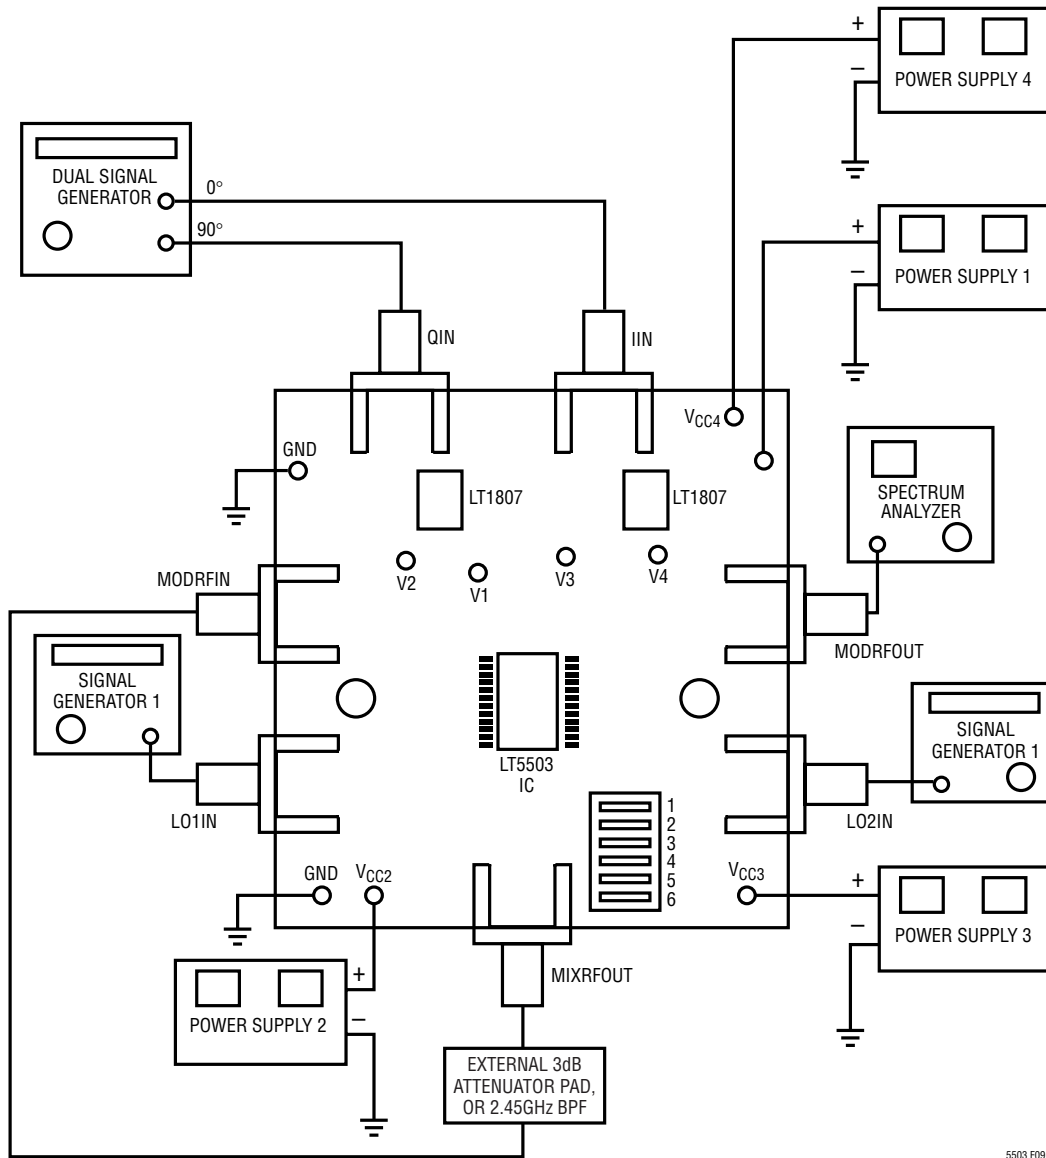 +
POWER SUPPLY 4
–
DUAL SIGNAL
GENERATOR
0°
90°
+
POWER SUPPLY 1
–
QIN
IIN
VCC4
GND
LT1807
LT1807
SPECTRUM
ANALYZER
V2
V1
V3
V4
MODRFIN
MODRFOUT
SIGNAL
GENERATOR 1
SIGNAL
GENERATOR 1
LT5503
IC
LO1IN
LO2IN
1
2
3
4
5
6
GND
VCC2
VCC3
+
–
POWER SUPPLY 3
MIXRFOUT
+
–
POWER SUPPLY 2
EXTERNAL 3dB
ATTENUATOR PAD,
OR 2.45GHz BPF
5503 F09